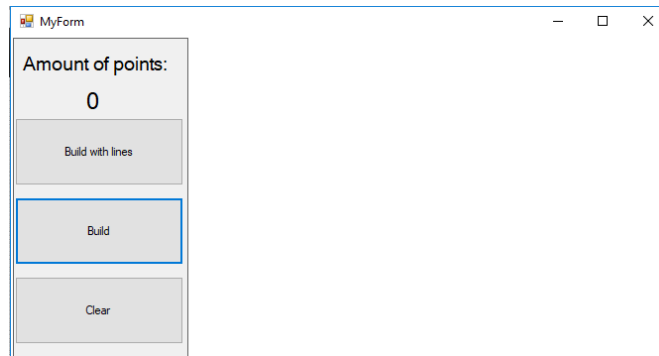 MyForm
Amount of points:
0
Build with lines
Build
Clear